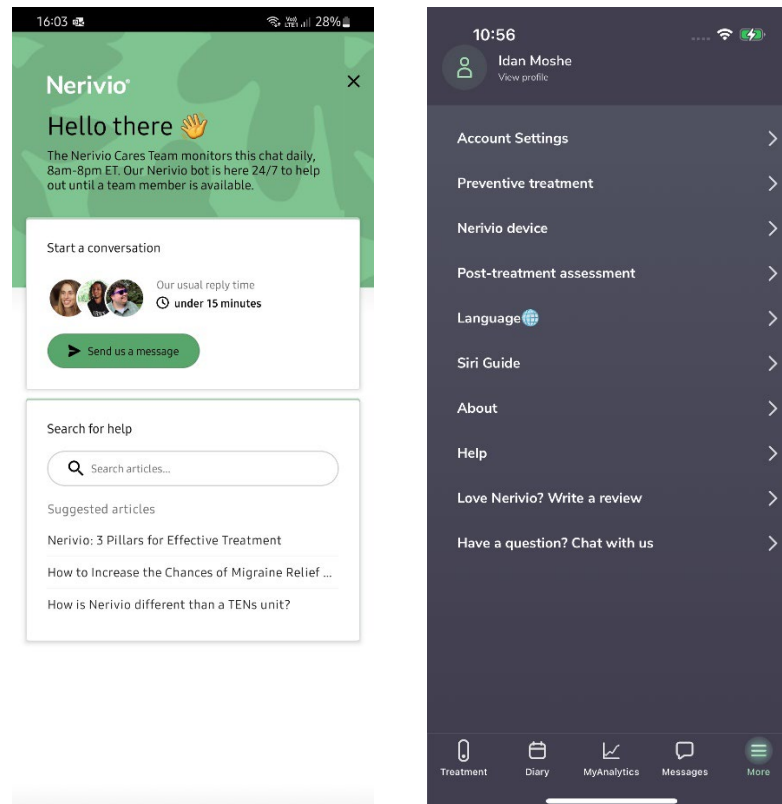 16:03
28%
Nerivio®
Hello there 👋
The Nerivio Cares Team monitors this chat daily,
8am-8pm ET. Our Nerivio bot is here 24/7 to help
out until a team member is available.
Start a conversation
Our usual reply time
under 15 minutes
Send us a message
Search for help
Search articles...
Suggested articles
Nerivio: 3 Pillars for Effective Treatment
How to Increase the Chances of Migraine Relief ...
How is Nerivio different than a TENs unit?
10:56
Idan Moshe
View profile
Account Settings
Preventive treatment
Nerivio device
Post-treatment assessment
Language🌐
Siri Guide
About
Help
Love Nerivio? Write a review
Have a question? Chat with us
Treatment
Diary
MyAnalytics
Messages
More